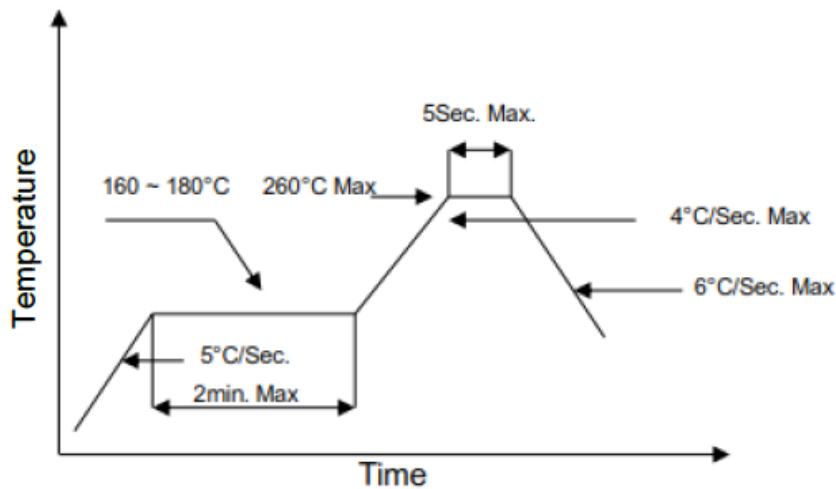 5Sec. Max.
160 ~ 180°C
260°C Max
4°C/Sec. Max
6°C/Sec. Max
5°C/Sec.
2min. Max
Temperature
Time